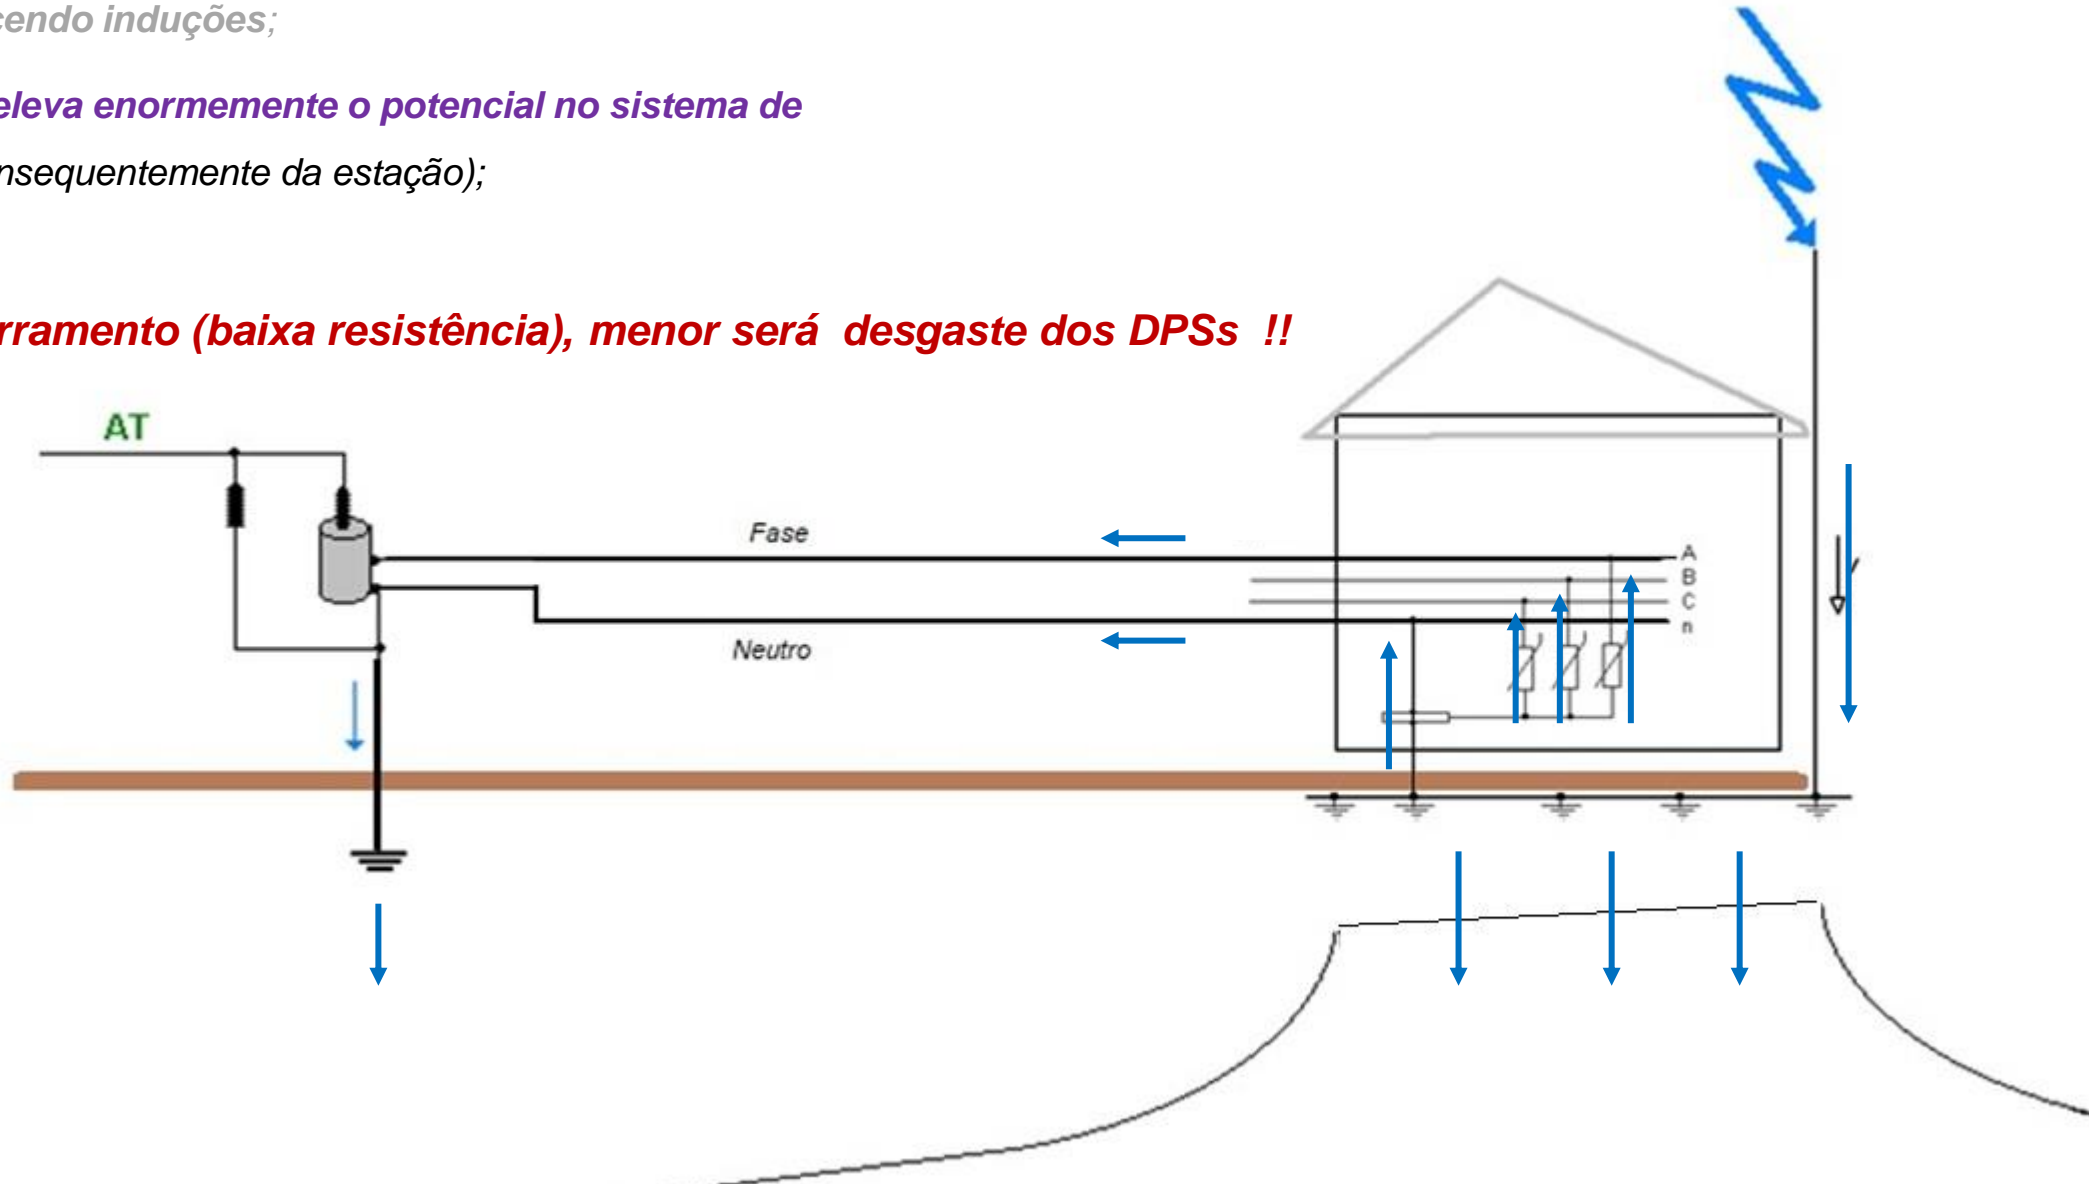 cendo induções;
eleva enormemente o potencial no sistema de
nsequentemente da estação);
rramento (baixa resistência), menor será desgaste dos DPSs !!
AT
Fase
A
B
C
n
Neutro